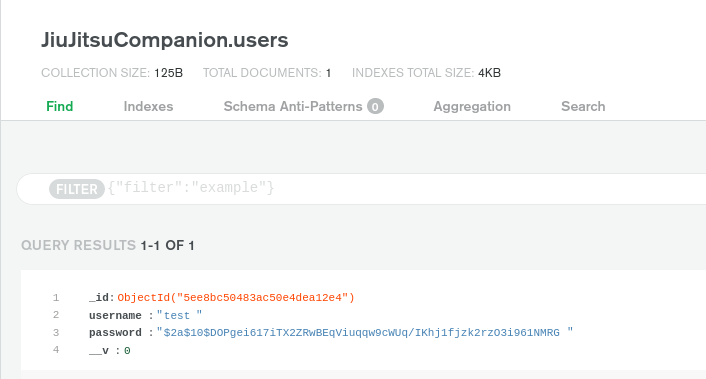 JiuJitsuCompanion.users
COLLECTION SIZE: 125B TOTAL DOCUMENTS: 1 INDEXES TOTAL SIZE: 4KB
Find Indexes Schema Anti-Patterns 0 Aggregation Search
FILTER {"filter":"example"}
QUERY RESULTS 1-1 OF 1
1 _id: ObjectId("5ee8bc50483ac50e4dea12e4")
2 username : "test "
3 password : "$2a$10$DOPgei617iTX2ZRwBEqViuqqw9cWUq/IKhj1fjzk2rzO3i961NMRG "
4 __v : 0